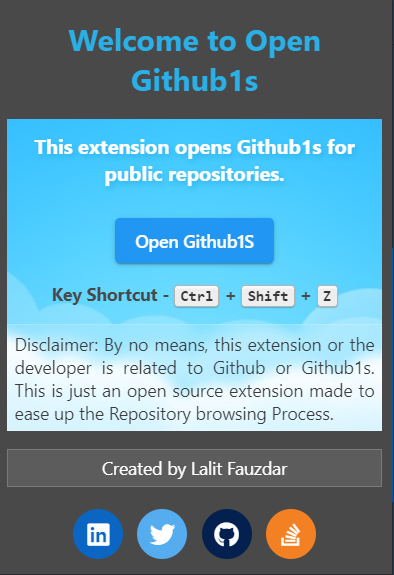 Welcome to Open
Github1s
This extension opens Github1s for
public repositories.
Open Github1S
Key Shortcut - Ctrl + Shift + Z
Disclaimer: By no means, this extension or the
developer is related to Github or Github1s.
This is just an open source extension made to
ease up the Repository browsing Process.
Created by Lalit Fauzdar
in